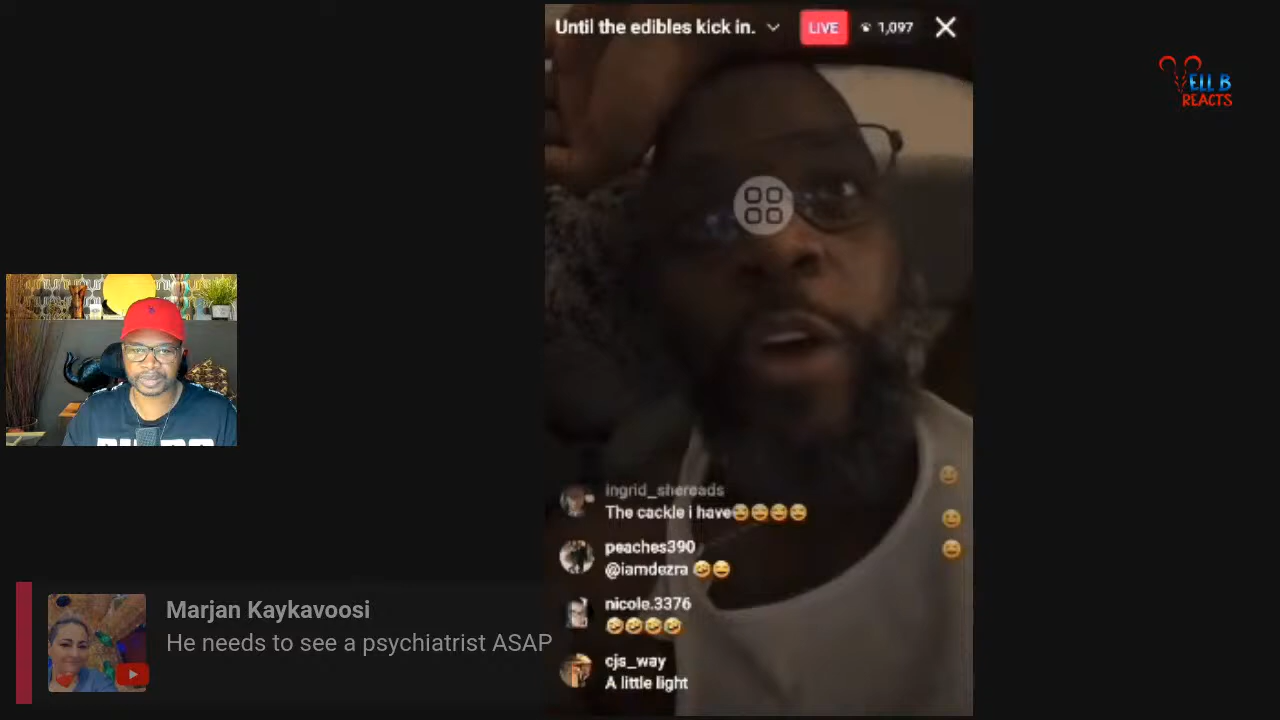 Until the edibles kick in.
LIVE
1,097
ELL B
REACTS
ingrid_shereads
The cackle i have😅😅😅😅
peaches390
@iamdezra 🤣😂
nicole.3376
🤣🤣🤣🤣
cjs_way
A little light
Marjan Kaykavoosi
He needs to see a psychiatrist ASAP